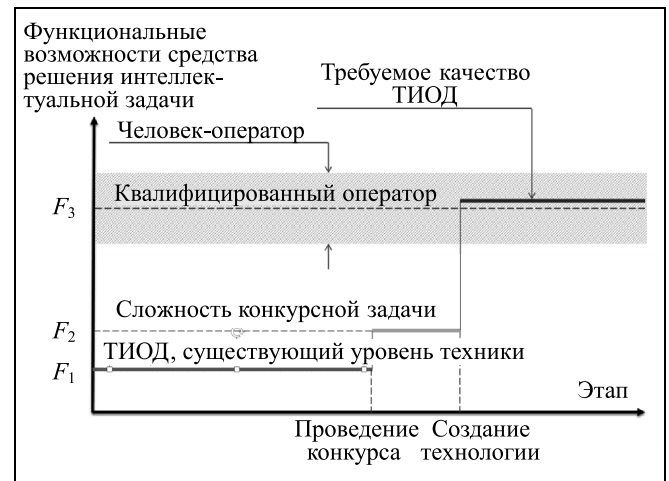 Функциональные
возможности средства
решения интеллек-
туальной задачи
Требуемое качество
ТИОД
Человек-оператор
Квалифицированный оператор
F3
Сложность конкурсной задачи
F2
ТИОД, существующий уровень техники
F1
Этап
Проведение
конкурса
Создание
технологии